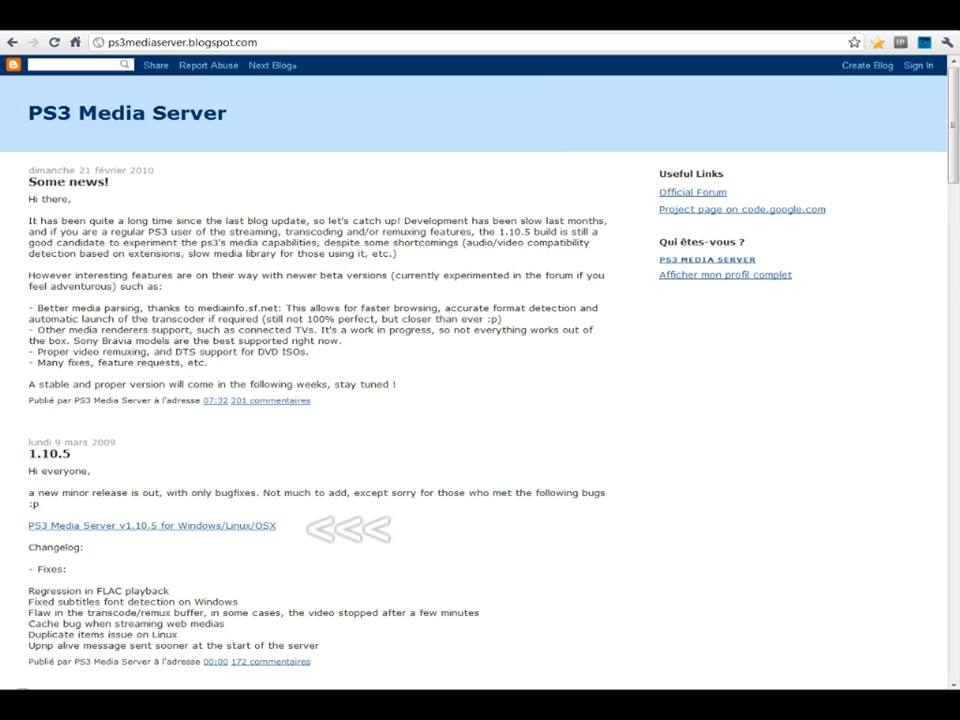 ps3mediaserver.blogspot.com
Share Report Abuse Next Blog» Create Blog Sign In
PS3 Media Server
dimanche 21 février 2010
Some news!
Hi there,
It has been quite a long time since the last blog update, so let's catch up! Development has been slow last months,
and if you are a regular PS3 user of the streaming, transcoding and/or remuxing features, the 1.10.5 build is still a
good candidate to experiment the ps3's media capabilities, despite some shortcomings (audio/video compatibility
detection based on extensions, slow media library for those using it, etc.)
However interesting features are on their way with newer beta versions (currently experimented in the forum if you
feel adventurous) such as:
- Better media parsing, thanks to mediainfo.sf.net: This allows for faster browsing, accurate format detection and
automatic launch of the transcoder if required (still not 100% perfect, but closer than ever :p)
- Other media renderers support, such as connected TVs. It's a work in progress, so not everything works out of
the box. Sony Bravia models are the best supported right now.
- Proper video remuxing, and DTS support for DVD ISOs.
- Many fixes, feature requests, etc.
A stable and proper version will come in the following weeks, stay tuned !
Publié par PS3 Media Server à l'adresse 07:32 201 commentaires
lundi 9 mars 2009
1.10.5
Hi everyone,
a new minor release is out, with only bugfixes. Not much to add, except sorry for those who met the following bugs
:p
PS3 Media Server v1.10.5 for Windows/Linux/OSX
Changelog:
- Fixes:
Regression in FLAC playback
Fixed subtitles font detection on Windows
Flaw in the transcode/remux buffer, in some cases, the video stopped after a few minutes
Cache bug when streaming web medias
Duplicate items issue on Linux
Upnp alive message sent sooner at the start of the server
Publié par PS3 Media Server à l'adresse 00:00 172 commentaires
Useful Links
Official Forum
Project page on code.google.com
Qui êtes-vous ?
PS3 MEDIA SERVER
Afficher mon profil complet